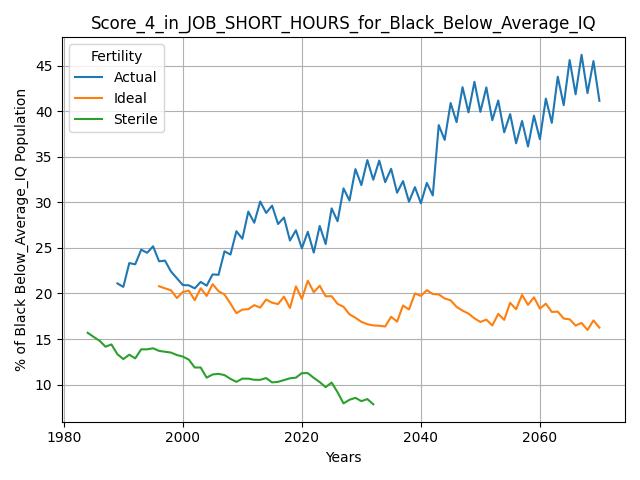 Score_4_in_JOB_SHORT_HOURS_for_Black_Below_Average_IQ
Fertility
Actual
Ideal
Sterile
% of Black Below_Average_IQ Population
45
40
35
30
25
20
15
10
1980
2000
2020
2040
2060
Years